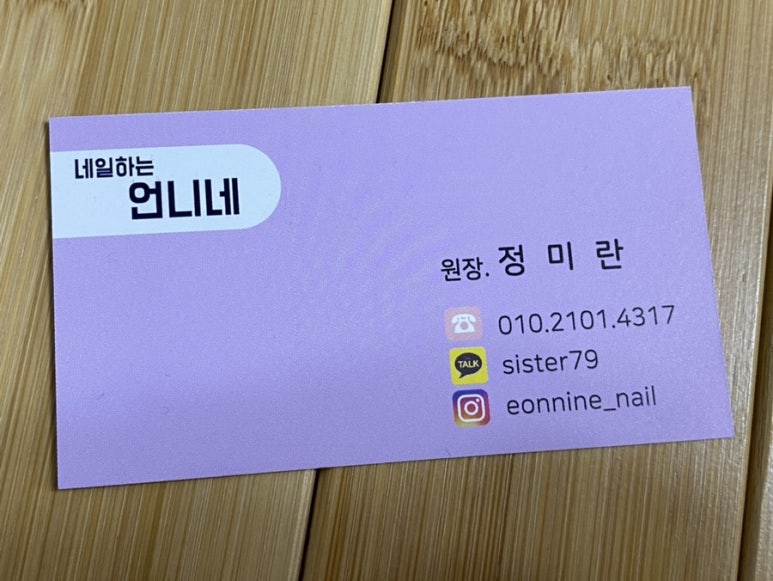 네일하는
언니네
원장. 정 미 란
010.2101.4317
TALK
sister79
eonnine_nail